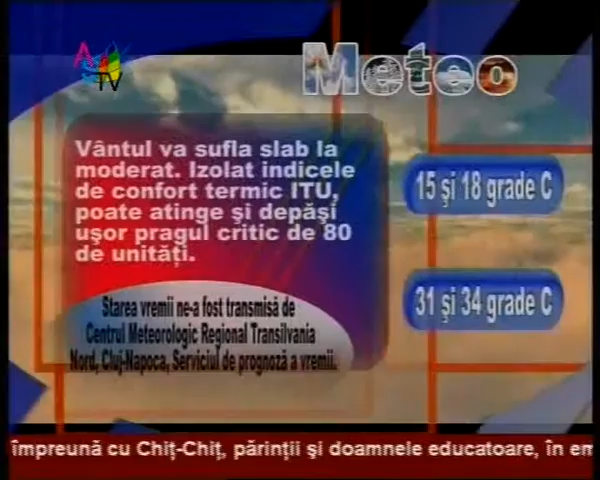 Meteo
TV
Vântul va sufla slab la
moderat. Izolat indicele
de confort termic ITU,
poate atinge şi depăşi
uşor pragul critic de 80
de unităţi.
15 şi 18 grade C
31 şi 34 grade C
Starea vremii ne-a fost transmisă de
Centrul Meteorologic Regional Transilvania
Nord, Cluj-Napoca, Serviciul de prognoză a vremii.
împreună cu Chiţ-Chiţ, părinţii şi doamnele educatoare, în em